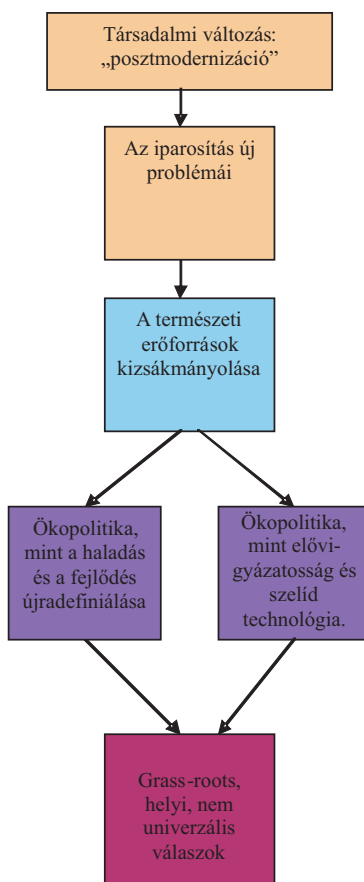 Társadalmi változás:
„posztmodernizáció”
Az iparosítás új
problémái
A természeti
erőforrások
kizsákmányolása
Ökopolitika,
mint a haladás
és a fejlődés
újradefiniálása
Ökopolitika,
mint elővi-
gyázatosság és
szelíd
technológia.
Grass-roots,
helyi, nem
univerzális
válaszok